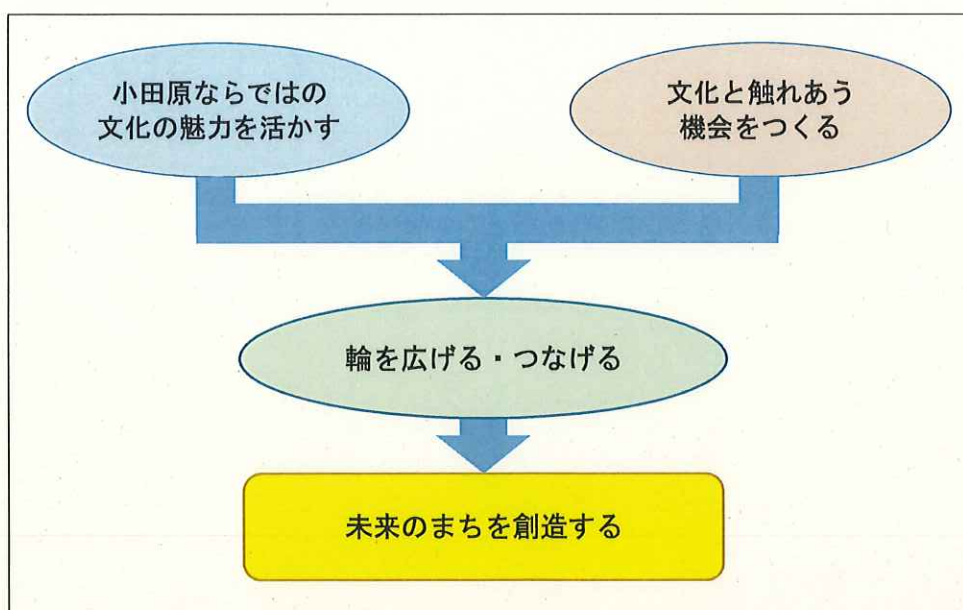 小田原ならではの
文化の魅力を活かす
文化と触れあう
機会をつくる
輪を広げる・つなげる
未来のまちを創造する